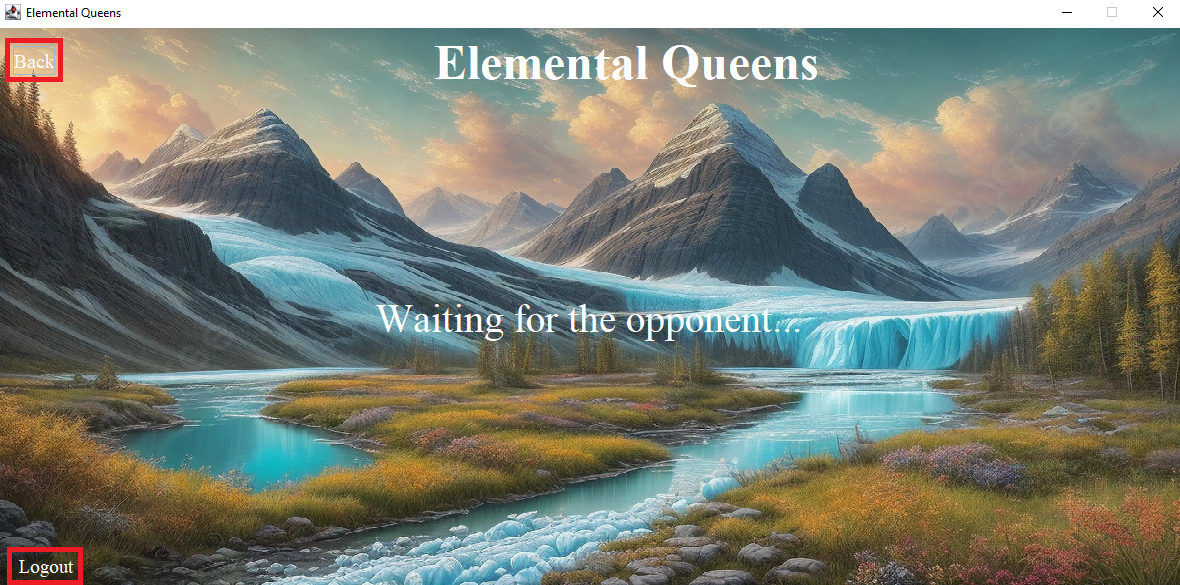 Elemental Queens
Back
Elemental Queens
Waiting for the opponent...
Logout